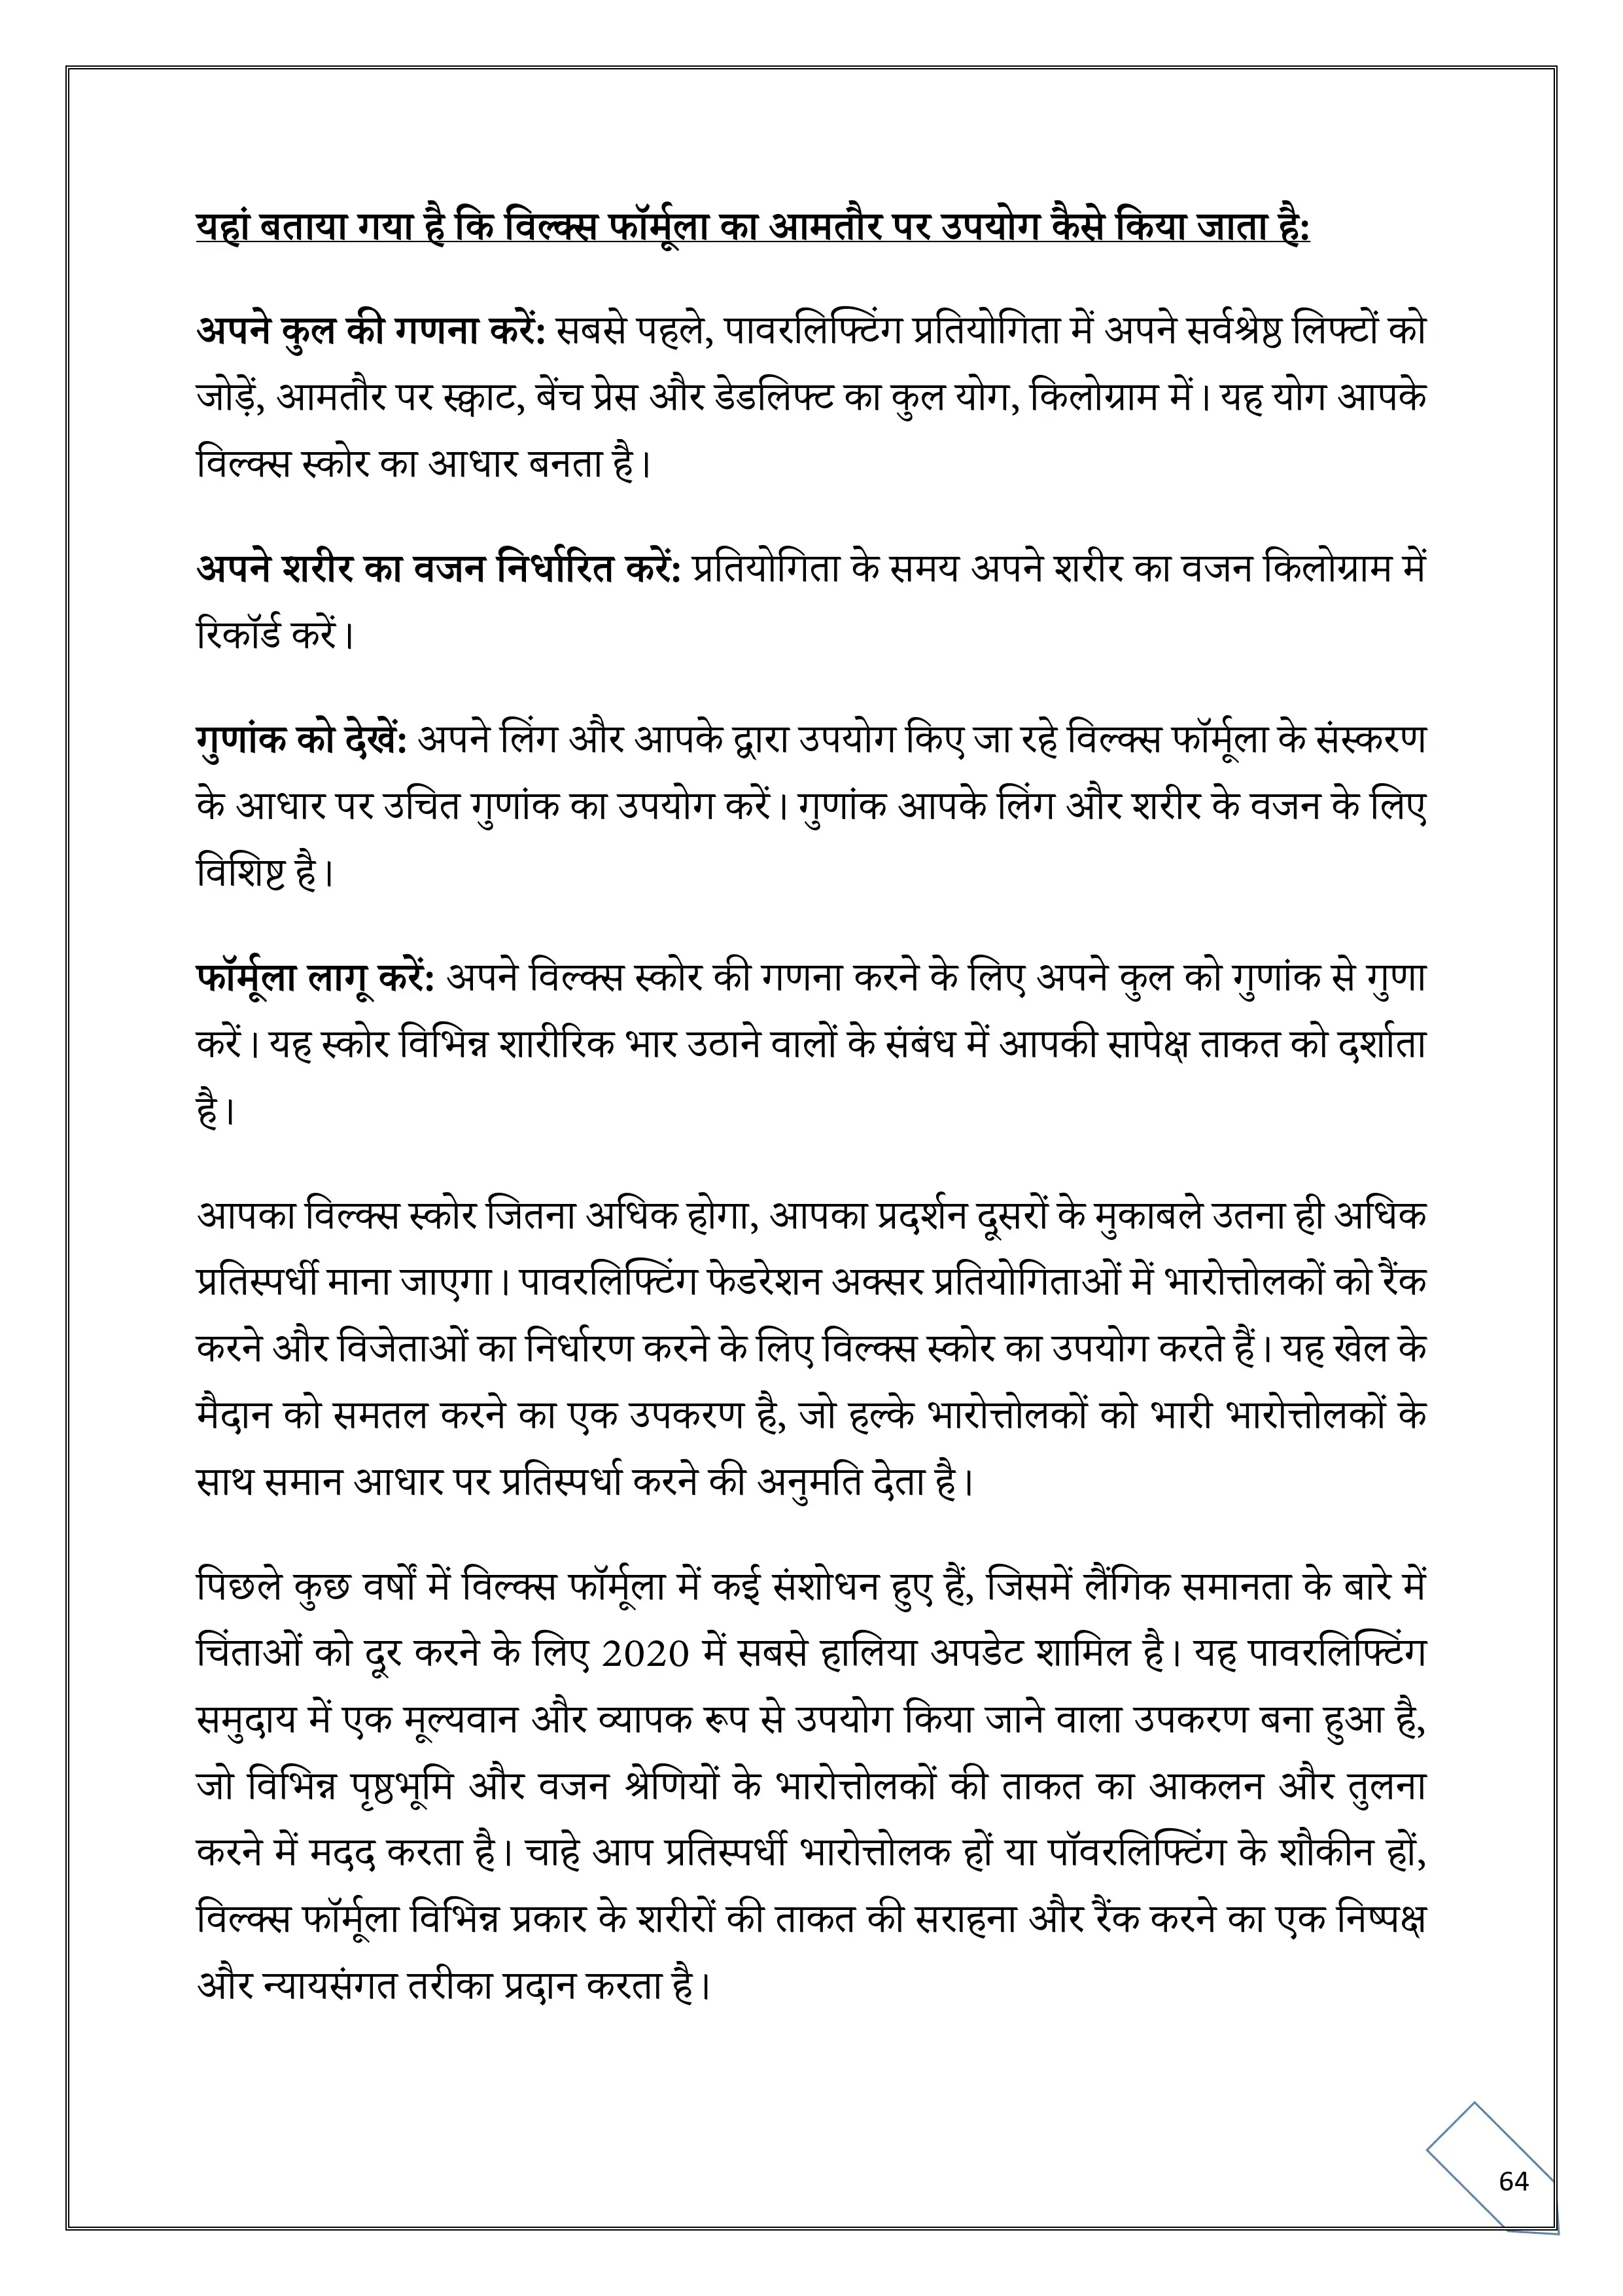 यहां बताया गया है कि विल्क्स फॉर्मूला का आमतौर पर उपयोग कैसे किया जाता है:
अपने कुल की गणना करें: सबसे पहले, पावरलिफ्टिंग प्रतियोगिता में अपने सर्वश्रेष्ठ लिफ्टों को
जोड़ें, आमतौर पर स्क्वाट, बेंच प्रेस और डेडलिफ्ट का कुल योग, किलोग्राम में। यह योग आपके
विल्क्स स्कोर का आधार बनता है।
अपने शरीर का वजन निर्धारित करें: प्रतियोगिता के समय अपने शरीर का वजन किलोग्राम में
रिकॉर्ड करें।
गुणांक को देखें: अपने लिंग और आपके द्वारा उपयोग किए जा रहे विल्क्स फॉर्मूला के संस्करण
के आधार पर उचित गुणांक का उपयोग करें। गुणांक आपके लिंग और शरीर के वजन के लिए
विशिष्ट है।
फॉर्मूला लागू करें: अपने विल्क्स स्कोर की गणना करने के लिए अपने कुल को गुणांक से गुणा
करें। यह स्कोर विभिन्न शारीरिक भार उठाने वालों के संबंध में आपकी सापेक्ष ताकत को दर्शाता
है।
आपका विल्क्स स्कोर जितना अधिक होगा, आपका प्रदर्शन दूसरों के मुकाबले उतना ही अधिक
प्रतिस्पर्धी माना जाएगा। पावरलिफ्टिंग फेडरेशन अक्सर प्रतियोगिताओं में भारोत्तोलकों को रैंक
करने और विजेताओं का निर्धारण करने के लिए विल्क्स स्कोर का उपयोग करते हैं। यह खेल के
मैदान को समतल करने का एक उपकरण है, जो हल्के भारोत्तोलकों को भारी भारोत्तोलकों के
साथ समान आधार पर प्रतिस्पर्धा करने की अनुमति देता है।
पिछले कुछ वर्षों में विल्क्स फॉर्मूला में कई संशोधन हुए हैं, जिसमें लैंगिक समानता के बारे में
चिंताओं को दूर करने के लिए 2020 में सबसे हालिया अपडेट शामिल है। यह पावरलिफ्टिंग
समुदाय में एक मूल्यवान और व्यापक रूप से उपयोग किया जाने वाला उपकरण बना हुआ है,
जो विभिन्न पृष्ठभूमि और वजन श्रेणियों के भारोत्तोलकों की ताकत का आकलन और तुलना
करने में मदद करता है। चाहे आप प्रतिस्पर्धी भारोत्तोलक हों या पॉवरलिफ्टिंग के शौकीन हों,
विल्क्स फॉर्मूला विभिन्न प्रकार के शरीरों की ताकत की सराहना और रैंक करने का एक निष्पक्ष
और न्यायसंगत तरीका प्रदान करता है।
64